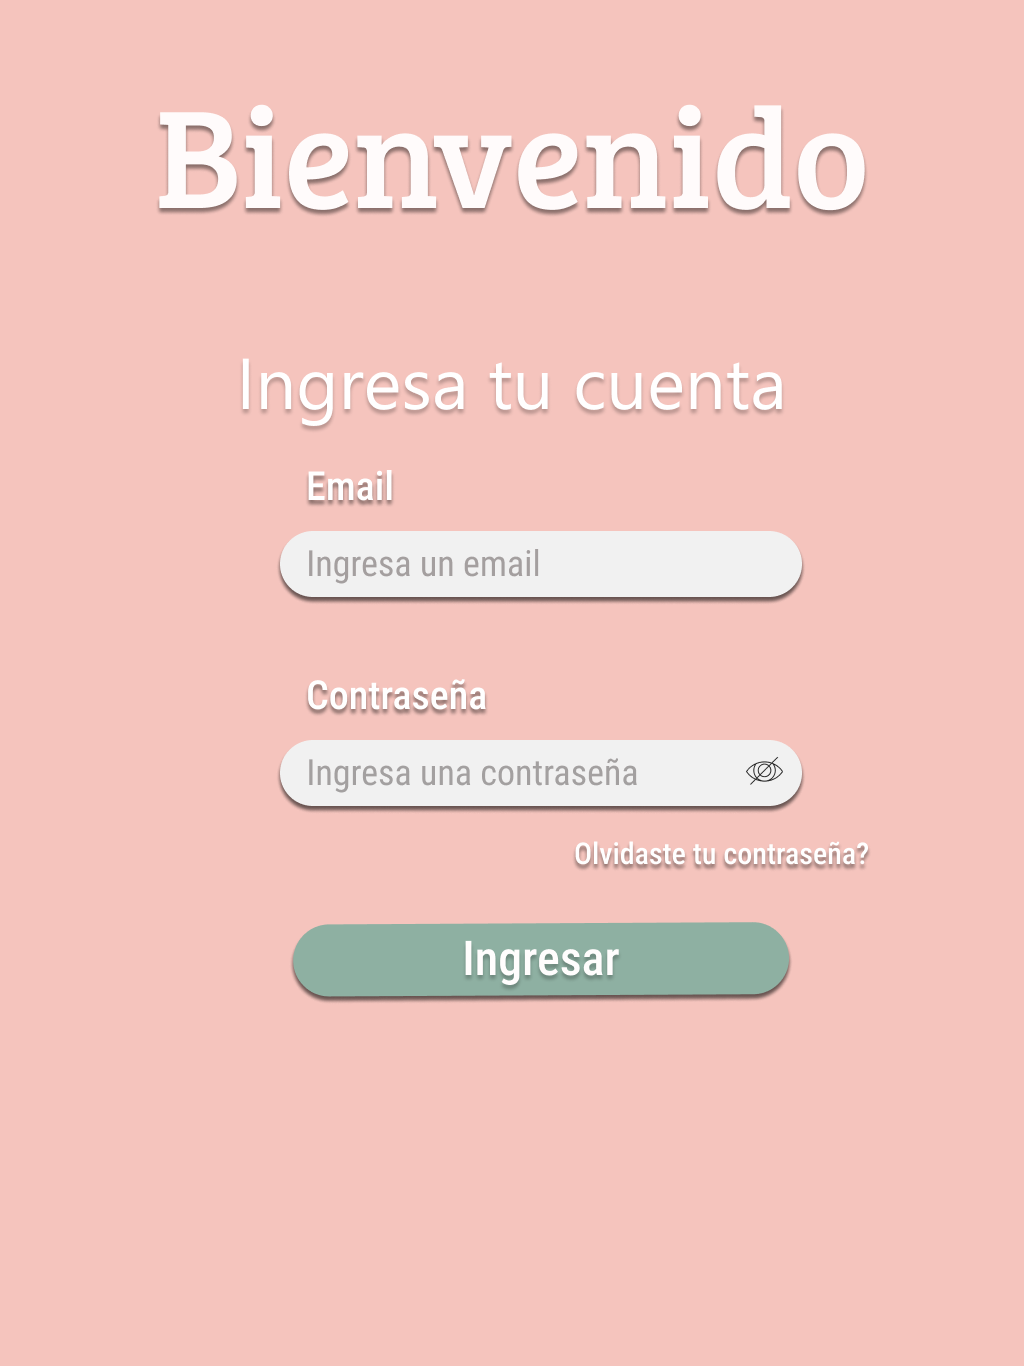 Bienvenido
Ingresa tu cuenta
Email
Ingresa un email
Contraseña
Ingresa una contraseña
Olvidaste tu contraseña?
Ingresar